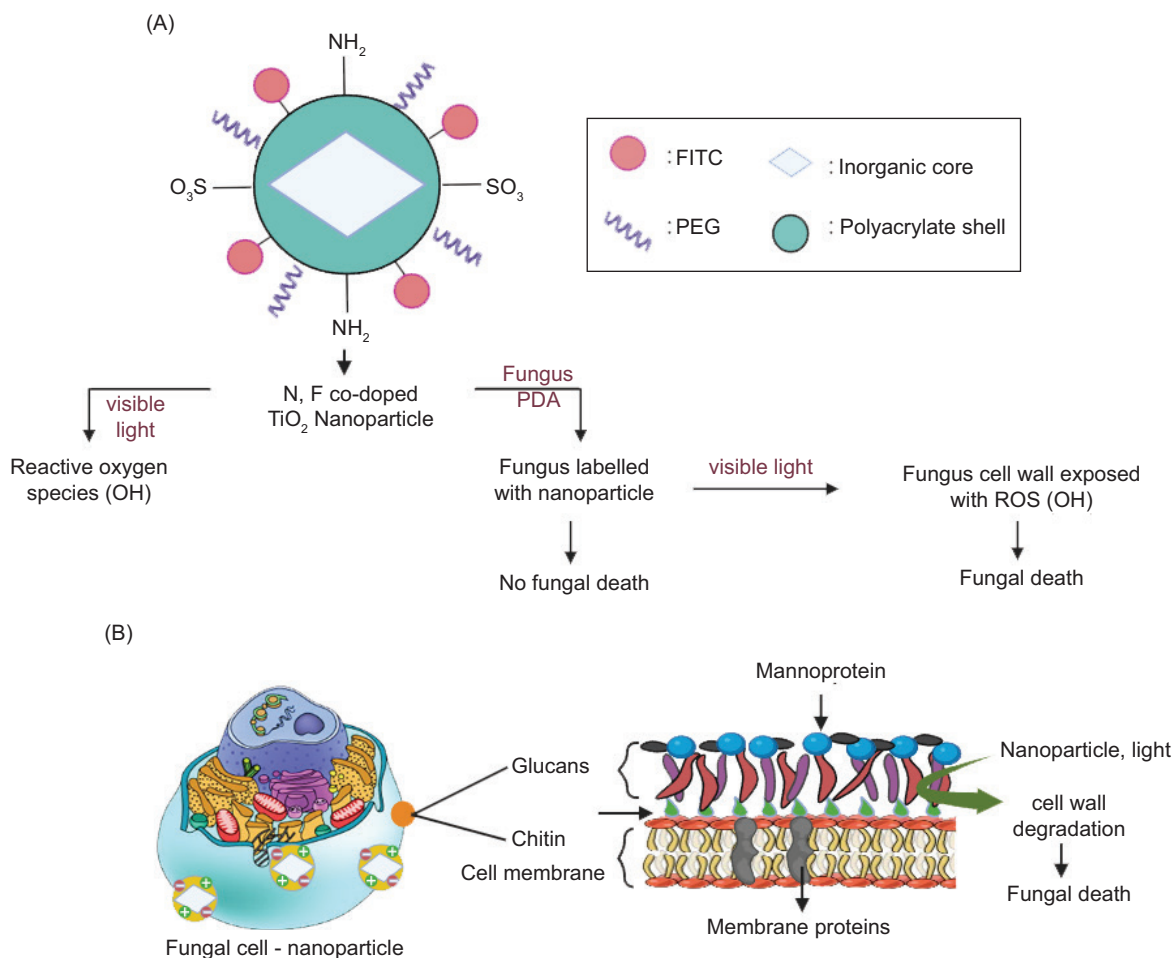 (A)
NH₂
O₃S
SO₃
NH₂
: FITC
: Inorganic core
: PEG
: Polyacrylate shell
visible
light
N, F co-doped
TiO₂ Nanoparticle
Fungus
PDA
Reactive oxygen
species (OH)
Fungus labelled
with nanoparticle
visible light
Fungus cell wall exposed
with ROS (OH)
No fungal death
Fungal death
(B)
Mannoprotein
Glucans
Nanoparticle, light
cell wall
degradation
Chitin
Cell membrane
Fungal death
Membrane proteins
Fungal cell - nanoparticle